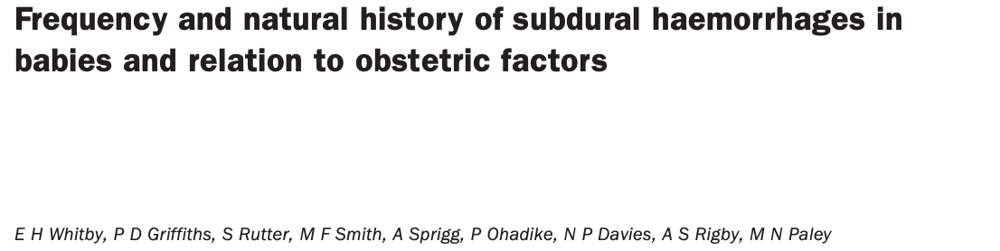 Frequency and natural history of subdural haemorrhages in
babies and relation to obstetric factors
E H Whitby, P D Griffiths, S Rutter, M F Smith, A Sprigg, P Ohadike, N P Davies, A S Rigby, M N Paley